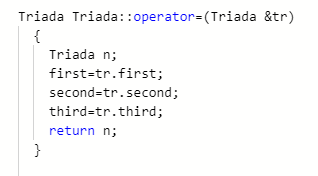 Triada Triada::operator=(Triada &tr)
{
Triada n;
first=tr.first;
second=tr.second;
third=tr.third;
return n;
}